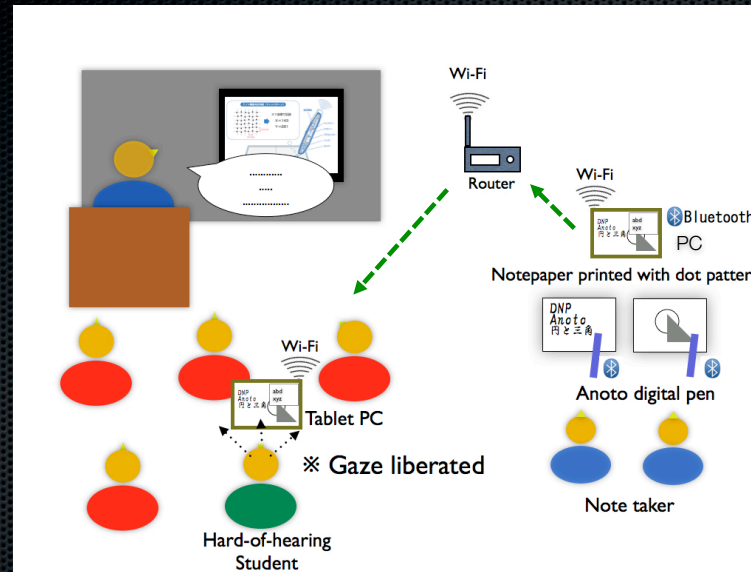 Wi-Fi
Router
Wi-Fi
DNP
Anoto
円と三角
abd
xyz
Bluetooth
PC
Notepaper printed with dot patter
DNP
Anoto
円と三角
Anoto digital pen
Note taker
............
.....
.................
Wi-Fi
DNP
Anoto
円と三角
abd
xyz
Tablet PC
※ Gaze liberated
Hard-of-hearing
Student